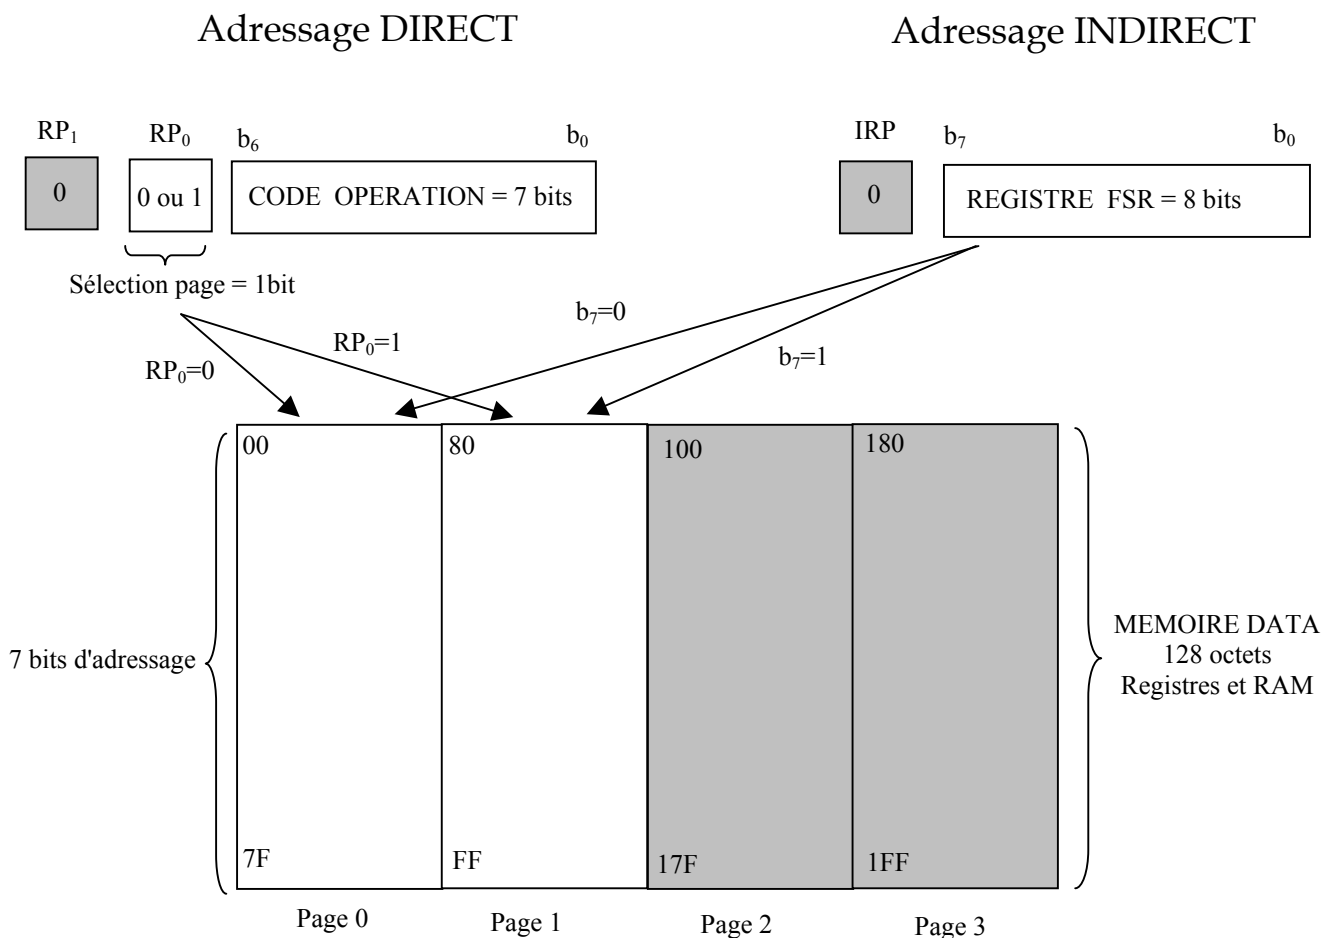 Adressage DIRECT
Adressage INDIRECT
RP₁
RP₀
b₆
b₀
IRP
b₇
b₀
0
0 ou 1
CODE OPERATION = 7 bits
0
REGISTRE FSR = 8 bits
Sélection page = 1bit
b₇=0
RP₀=1
b₇=1
RP₀=0
00
80
100
180
7 bits d'adressage
MEMOIRE DATA
128 octets
Registres et RAM
7F
FF
17F
1FF
Page 0
Page 1
Page 2
Page 3